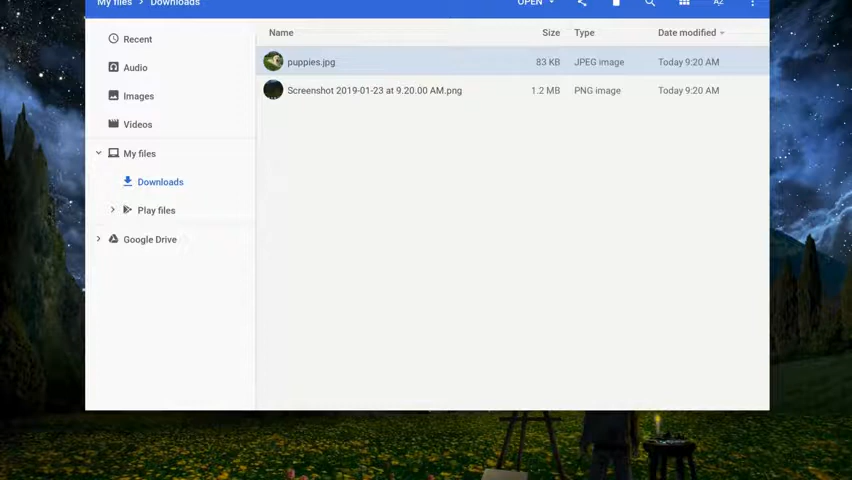 My files > Downloads OPEN
Name Size Type Date modified
Recent
puppies.jpg 83 KB JPEG image Today 9:20 AM
Audio
Screenshot 2019-01-23 at 9.20.00 AM.png 1.2 MB PNG image Today 9:20 AM
Images
Videos
My files
Downloads
Play files
Google Drive